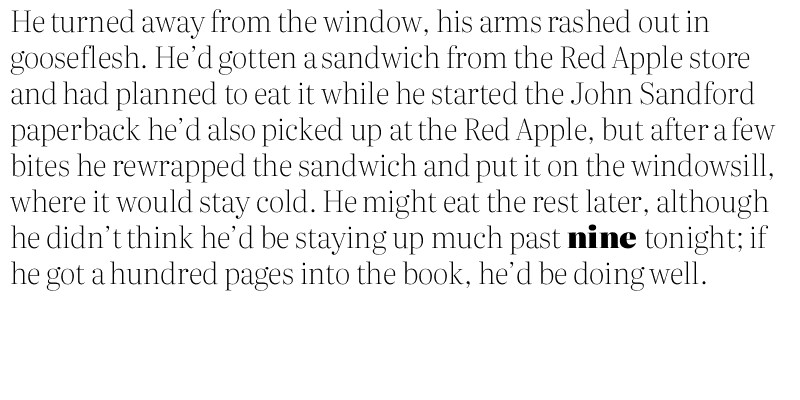 He turned away from the window, his arms rashed out in
gooseflesh. He’d gotten a sandwich from the Red Apple store
and had planned to eat it while he started the John Sandford
paperback he’d also picked up at the Red Apple, but after a few
bites he rewrapped the sandwich and put it on the windowsill,
where it would stay cold. He might eat the rest later, although
he didn’t think he’d be staying up much past nine tonight; if
he got a hundred pages into the book, he’d be doing well.